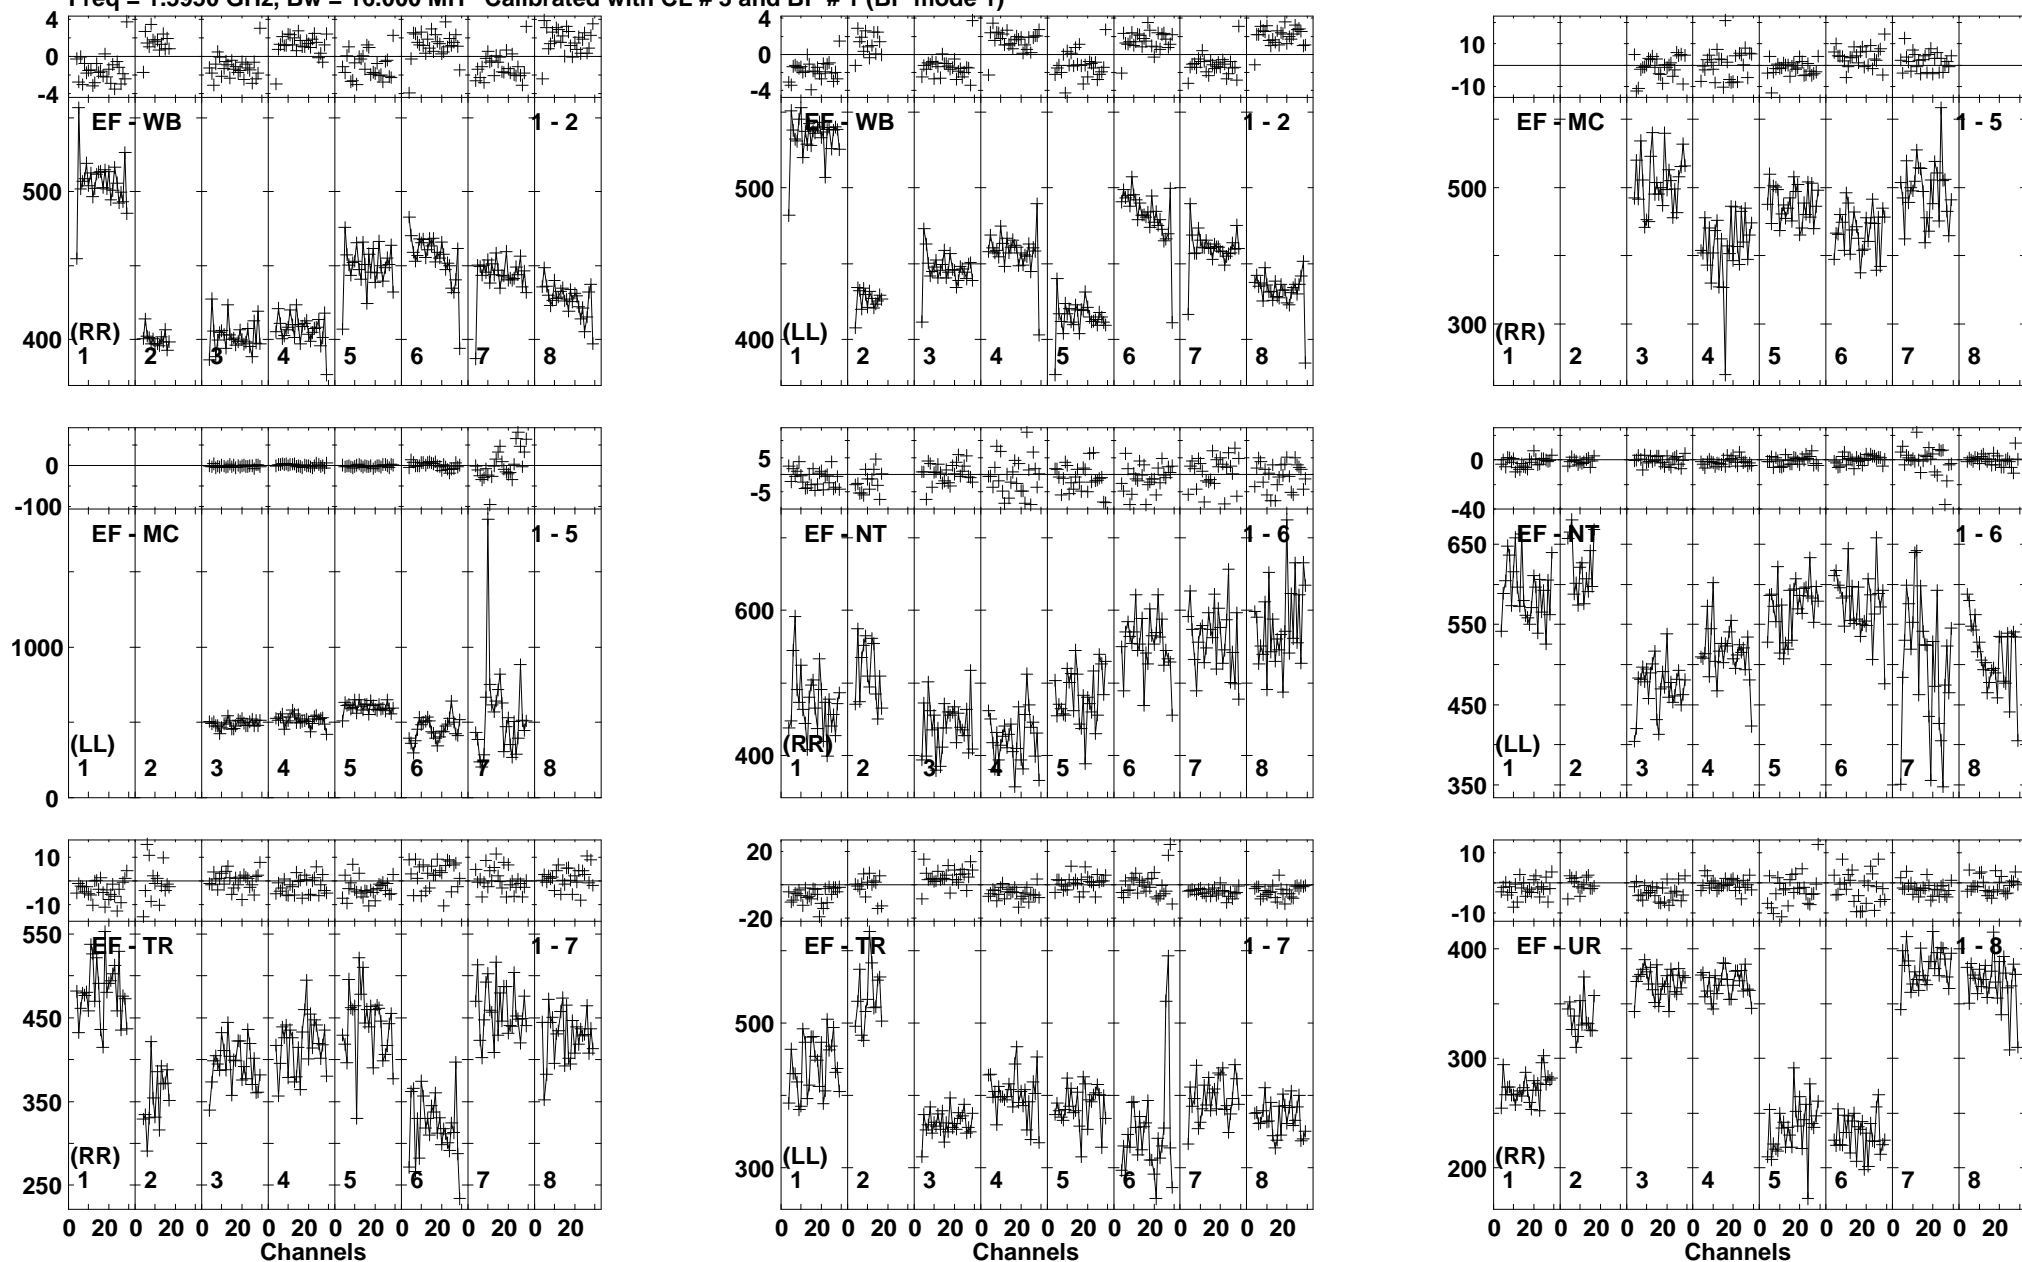 Freq = 1.5950 GHz, Bw = 16.000 MH Calibrated with CL # 3 and BP # 1 (BP mode 1)
4 0 -4
EF - WB 1 - 2
500 400
(RR)
1 2 3 4 5 6 7 8
4 0 -4
EF - WB 1 - 2
500 400
(LL)
1 2 3 4 5 6 7 8
10 -10
EF - MC 1 - 5
500 300
(RR)
1 2 3 4 5 6 7 8
0 -100
EF - MC 1 - 5
1000 0
(LL)
1 2 3 4 5 6 7 8
5 -5
EF - NT 1 - 6
600 400
(RR)
1 2 3 4 5 6 7 8
0 -40
EF - NT 1 - 6
650 550 450 350
(LL)
1 2 3 4 5 6 7 8
10 -10
EF - TR 1 - 7
550 450 350 250
(RR)
1 2 3 4 5 6 7 8
0 20 0 20 0 20 0 20 0 20 0 20 0 20
Channels
20 0 -20
EF - TR 1 - 7
500 300
(LL)
1 2 3 4 5 6 7 8
0 20 0 20 0 20 0 20 0 20 0 20 0 20
Channels
10 -10
EF - UR 1 - 8
400 300 200
(RR)
1 2 3 4 5 6 7 8
0 20 0 20 0 20 0 20 0 20 0 20 0 20
Channels